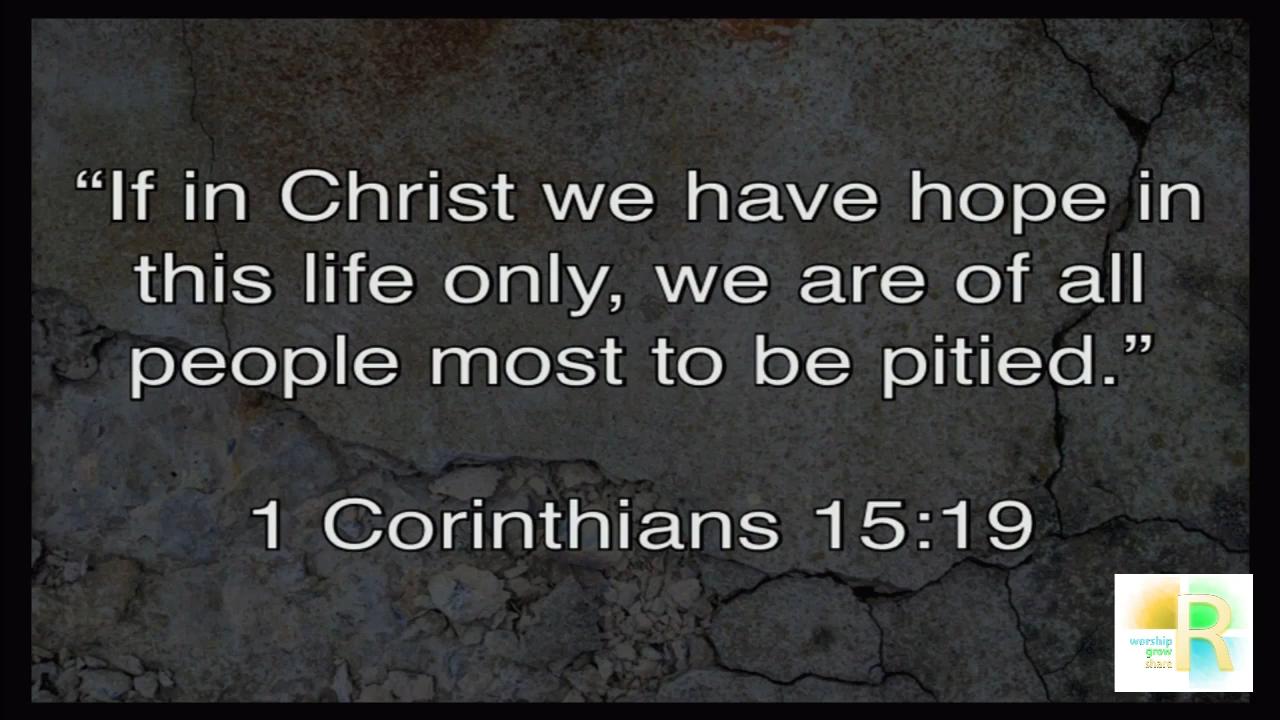 “If in Christ we have hope in
this life only, we are of all
people most to be pitied.”
1 Corinthians 15:19
R
worship
grow
share